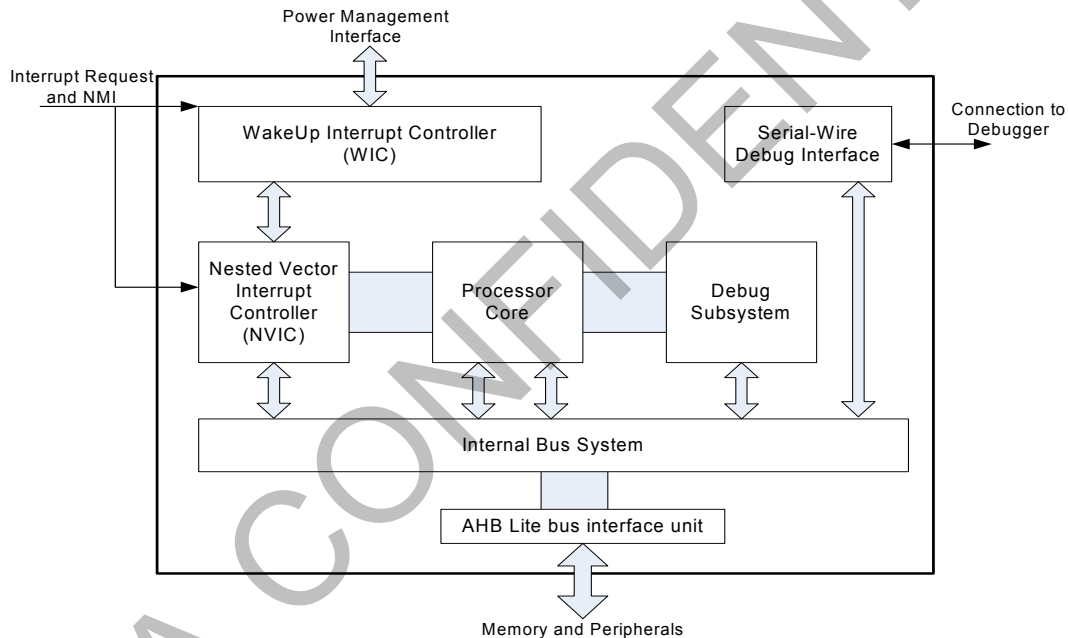 Power Management
Interface
Interrupt Request
and NMI
WakeUp Interrupt Controller
(WIC)
Serial-Wire
Debug Interface
Connection to
Debugger
Nested Vector
Interrupt
Controller
(NVIC)
Processor
Core
Debug
Subsystem
Internal Bus System
AHB Lite bus interface unit
Memory and Peripherals
A CONFIDENT